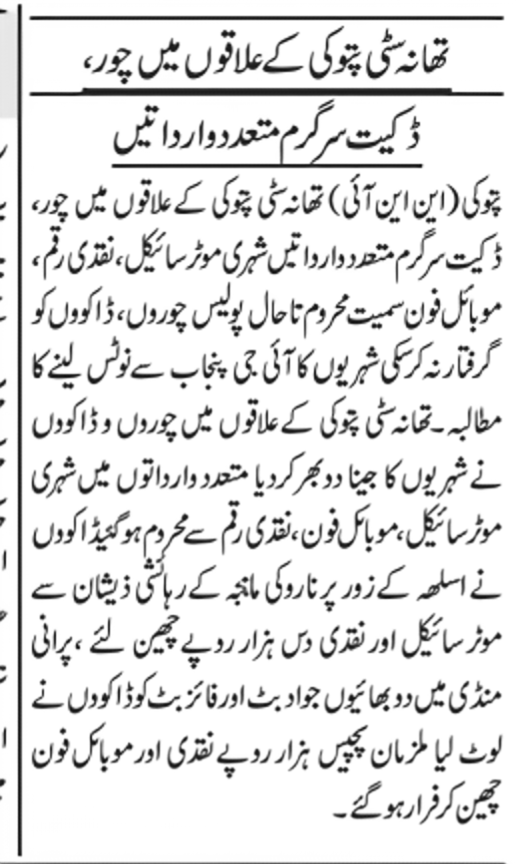 تھانہ سٹی پتوکی کے علاقوں میں چور،
ڈکیت سرگرم متعدد وارداتیں
پتوکی (این این آئی) تھانہ سٹی پتوکی کے علاقوں میں چور،
ڈکیت سرگرم متعدد وارداتیں شہری موٹر سائیکل، نقدی رقم،
موبائل فون سمیت محروم تاحال پولیس چوروں، ڈاکووں کو
گرفتار نہ کرسکی شہریوں کا آئی جی پنجاب سے نوٹس لینے کا
مطالبہ۔ تھانہ سٹی پتوکی کے علاقوں میں چوروں و ڈاکووں
نے شہریوں کا جینا دوبھر کردیا متعدد وارداتوں میں شہری
موٹر سائیکل، موبائل فون، نقدی رقم سے محروم ہوگئیڈاکووں
نے اسلحہ کے زور پر ناروکی ماہنجہ کے رہائشی ذیشان سے
موٹر سائیکل اور نقدی دس ہزار روپے چھین لئے، پرانی
منڈی میں دو بھائیوں جواد بٹ اور فائز بٹ کو ڈاکووں نے
لوٹ لیا ملزمان پچیس ہزار روپے نقدی اور موبائل فون
چھین کر فرار ہوگئے۔